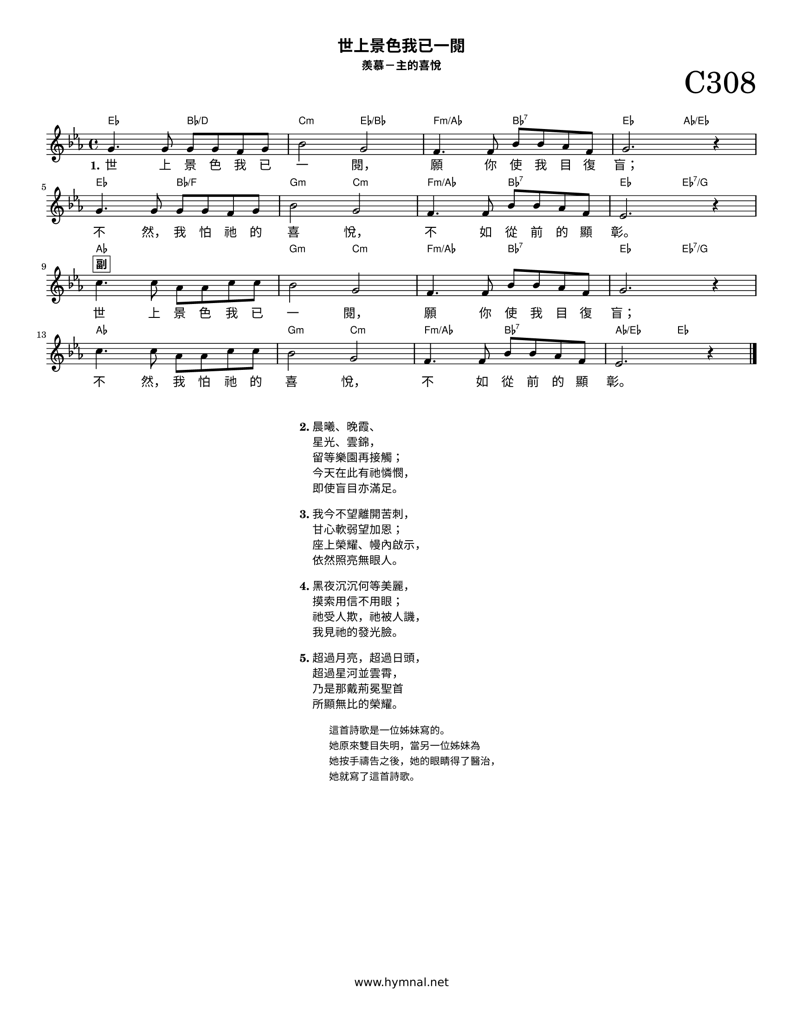 世上景色我已一閱
羨慕－主的喜悅
C308
E♭ B♭/D Cm E♭/B♭ Fm/A♭ B♭7 E♭ A♭/E♭
1. 世 上 景 色 我 已 一 閱， 願 你 使 我 目 復 盲；
5 E♭ B♭/F Gm Cm Fm/A♭ B♭7 E♭ E♭7/G
不 然， 我 怕 祂 的 喜 悅， 不 如 從 前 的 顯 彰。
A♭ Gm Cm Fm/A♭ B♭7 E♭ E♭7/G
9 副
世 上 景 色 我 已 一 閱， 願 你 使 我 目 復 盲；
13 A♭ Gm Cm Fm/A♭ B♭7 A♭/E♭ E♭
不 然， 我 怕 祂 的 喜 悅， 不 如 從 前 的 顯 彰。
2. 晨曦、晚霞、
星光、雲錦，
留等樂園再接觸；
今天在此有祂憐憫，
即使盲目亦滿足。
3. 我今不望離開苦刺，
甘心軟弱望加恩；
座上榮耀、幔內啟示，
依然照亮無眼人。
4. 黑夜沉沉何等美麗，
摸索用信不用眼；
祂受人欺，祂被人譏，
我見祂的發光臉。
5. 超過月亮，超過日頭，
超過星河並雲霄，
乃是那戴荊冕聖首
所顯無比的榮耀。
這首詩歌是一位姊妹寫的。
她原來雙目失明，當另一位姊妹為
她按手禱告之後，她的眼睛得了醫治，
她就寫了這首詩歌。
www.hymnal.net